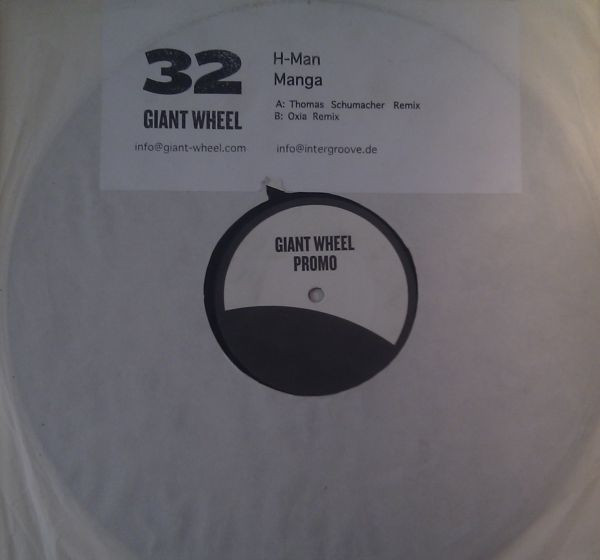 32
GIANT WHEEL
info@giant-wheel.com
H-Man
Manga
A: Thomas Schumacher Remix
B: Oxia Remix
info@intergroove.de
GIANT WHEEL
PROMO